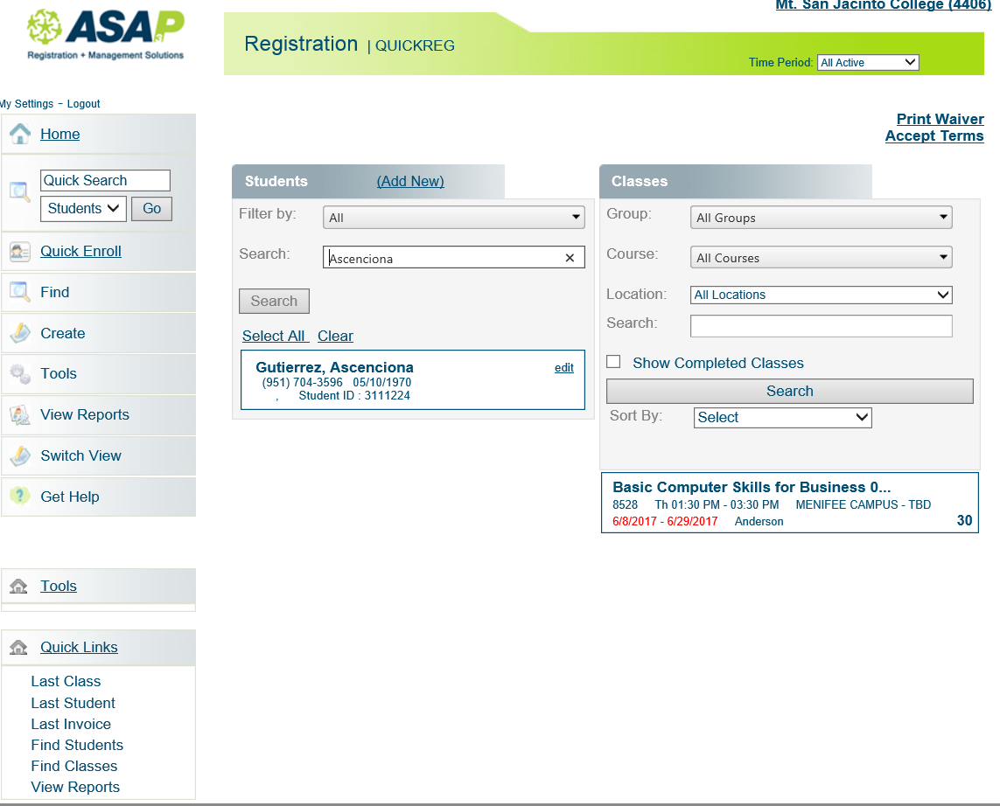 Mt. San Jacinto College (4406)
ASAP
Registration + Management Solutions
Registration | QUICKREG
Time Period: All Active
My Settings - Logout
Print Waiver
Accept Terms
Home
Quick Search
Students
Go
Quick Enroll
Find
Create
Tools
View Reports
Switch View
Get Help
Tools
Quick Links
Last Class
Last Student
Last Invoice
Find Students
Find Classes
View Reports
Students (Add New)
Filter by: All
Search: Ascenciona
Search
Select All Clear
Gutierrez, Ascenciona edit
(951) 704-3596 05/10/1970
, Student ID : 3111224
Classes
Group: All Groups
Course: All Courses
Location: All Locations
Search:
Show Completed Classes
Search
Sort By: Select
Basic Computer Skills for Business 0...
8528 Th 01:30 PM - 03:30 PM MENIFEE CAMPUS - TBD
6/8/2017 - 6/29/2017 Anderson 30